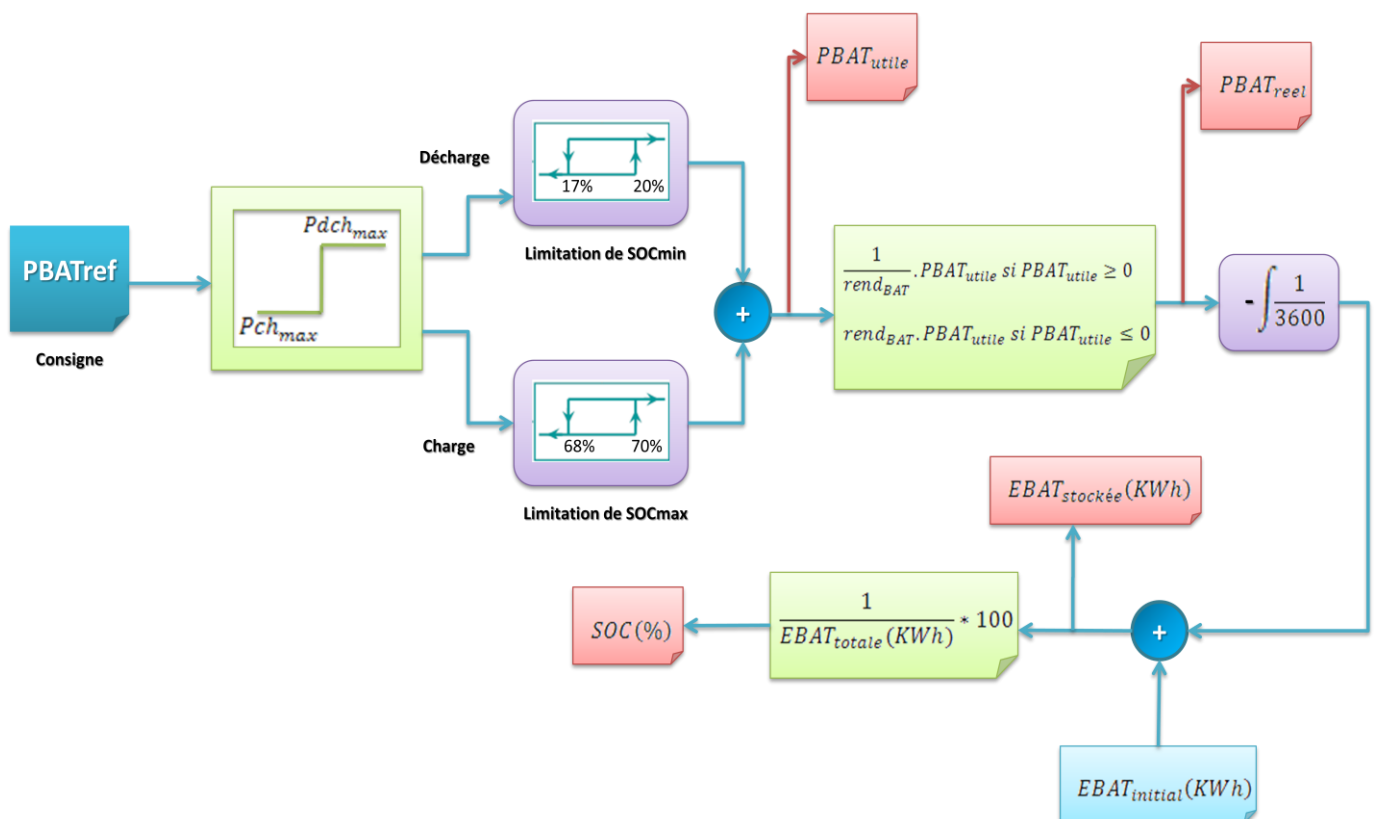 PBATref
Consigne
Pdch_max
Pch_max
Décharge
17% 20%
Limitation de SOCmin
Charge
68% 70%
Limitation de SOCmax
+
PBAT_utile
1/rend_BAT . PBAT_utile si PBAT_utile ≥ 0
rend_BAT . PBAT_utile si PBAT_utile ≤ 0
PBAT_reel
-∫ 1/3600
EBAT_stockée(KWh)
+
EBAT_initial(KWh)
1/EBAT_totale(KWh) * 100
SOC(%)